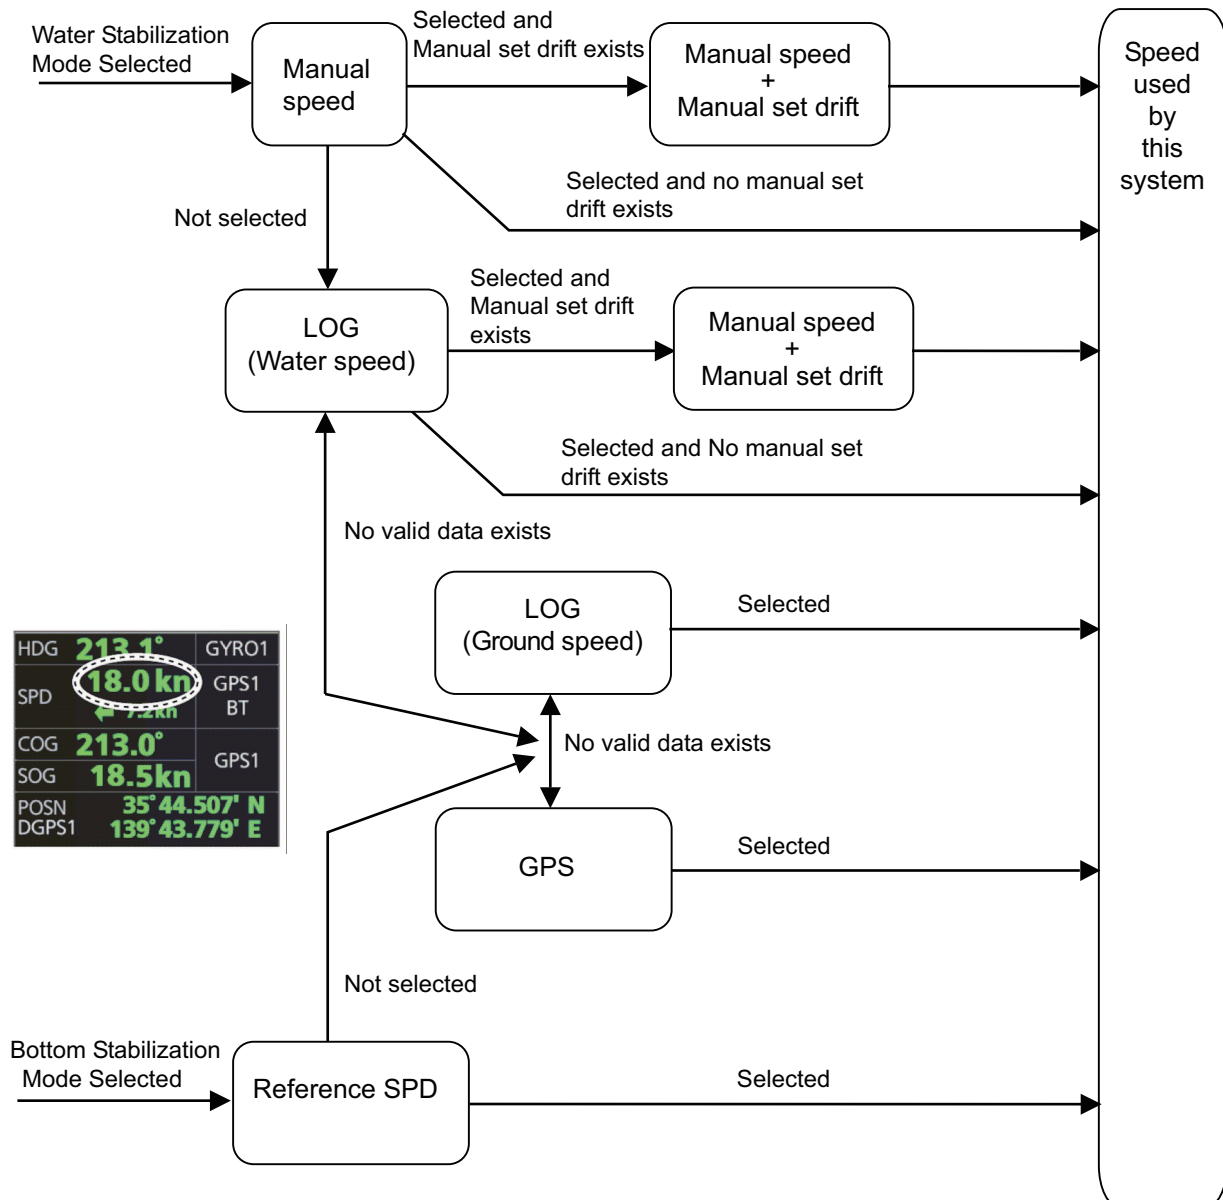 Water Stabilization
Mode Selected
Manual
speed
Selected and
Manual set drift exists
Manual speed
+
Manual set drift
Speed
used
by
this
system
Selected and no manual set
drift exists
Not selected
LOG
(Water speed)
Selected and
Manual set drift
exists
Manual speed
+
Manual set drift
Selected and No manual set
drift exists
No valid data exists
LOG
(Ground speed)
Selected
HDG 213.1° GYRO1
SPD 18.0 kn GPS1
7.2kn BT
COG 213.0° GPS1
SOG 18.5kn
POSN 35°44.507' N
DGPS1 139°43.779' E
No valid data exists
GPS
Selected
Not selected
Bottom Stabilization
Mode Selected
Reference SPD
Selected